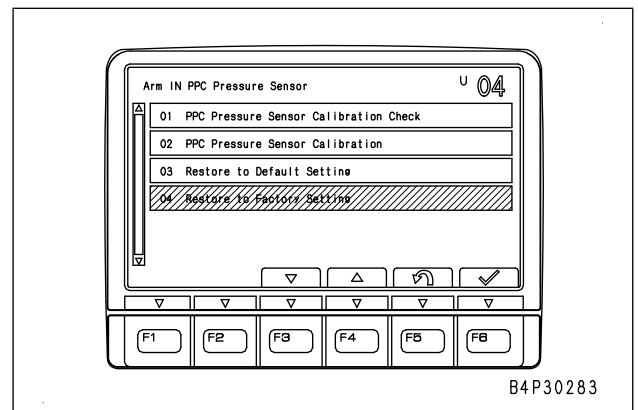 Arm IN PPC Pressure Sensor U 04
01 PPC Pressure Sensor Calibration Check
02 PPC Pressure Sensor Calibration
03 Restore to Default Setting
04 Restore to Factory Setting
F1 F2 F3 F4 F5 F6
B4P30283